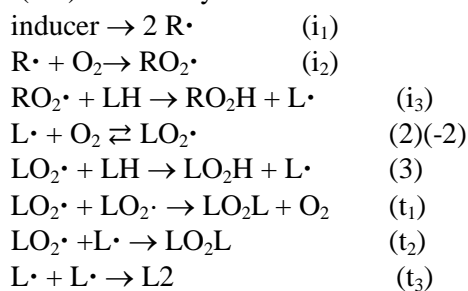 inducer → 2 R• (i₁)
R• + O₂→ RO₂• (i₂)
RO₂• + LH → RO₂H + L• (i₃)
L• + O₂ ⇄ LO₂• (2)(-2)
LO₂• + LH → LO₂H + L• (3)
LO₂• + LO₂· → LO₂L + O₂ (t₁)
LO₂• +L• → LO₂L (t₂)
L• + L• → L2 (t₃)